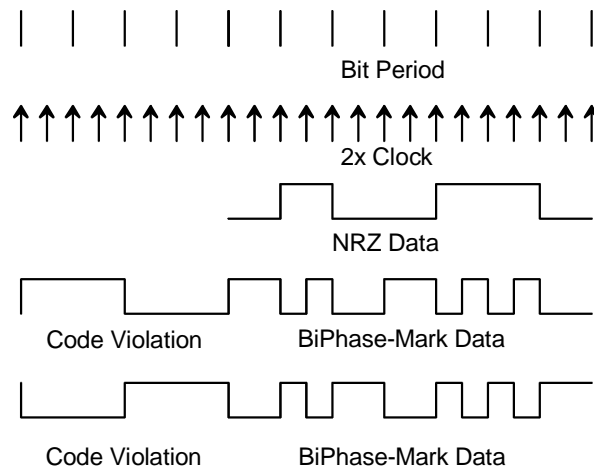 Bit Period
2x Clock
NRZ Data
Code Violation BiPhase-Mark Data
Code Violation BiPhase-Mark Data